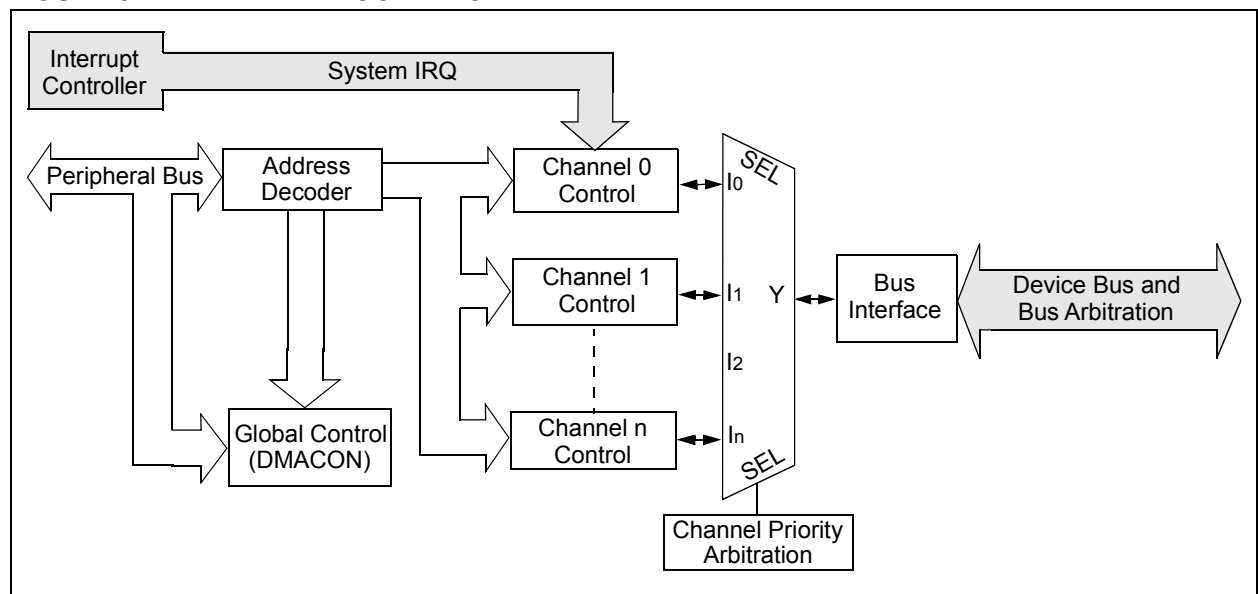 Interrupt
Controller
System IRQ
Peripheral Bus
Address
Decoder
Channel 0
Control
Channel 1
Control
Channel n
Control
Global Control
(DMACON)
SEL
I0
I1
Y
I2
In
SEL
Bus
Interface
Device Bus and
Bus Arbitration
Channel Priority
Arbitration